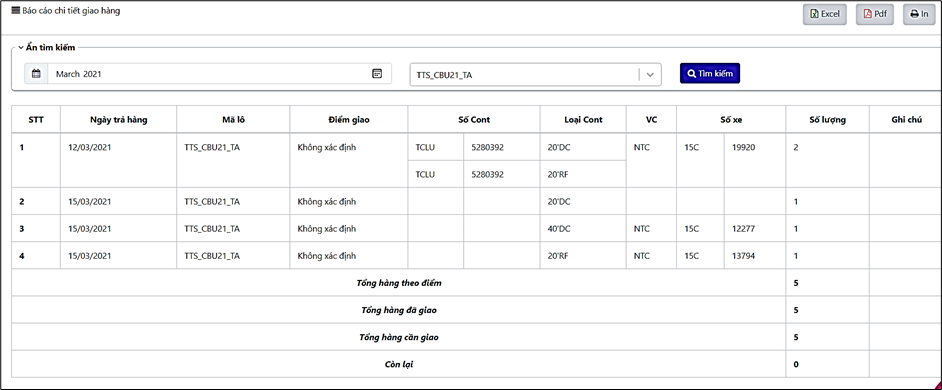 Báo cáo chi tiết giao hàng
Excel Pdf In
Ẩn tìm kiếm
March 2021 TTS_CBU21_TA Tìm kiếm
STT Ngày trả hàng Mã lô Điểm giao Số Cont Loại Cont VC Số xe Số lượng Ghi chú
1 12/03/2021 TTS_CBU21_TA Không xác định TCLU 5280392 20'DC NTC 15C 19920 2
TCLU 5280392 20'RF
2 15/03/2021 TTS_CBU21_TA Không xác định 20'DC 1
3 15/03/2021 TTS_CBU21_TA Không xác định 40'DC NTC 15C 12277 1
4 15/03/2021 TTS_CBU21_TA Không xác định 20'RF NTC 15C 13794 1
Tổng hàng theo điểm 5
Tổng hàng đã giao 5
Tổng hàng cần giao 5
Còn lại 0